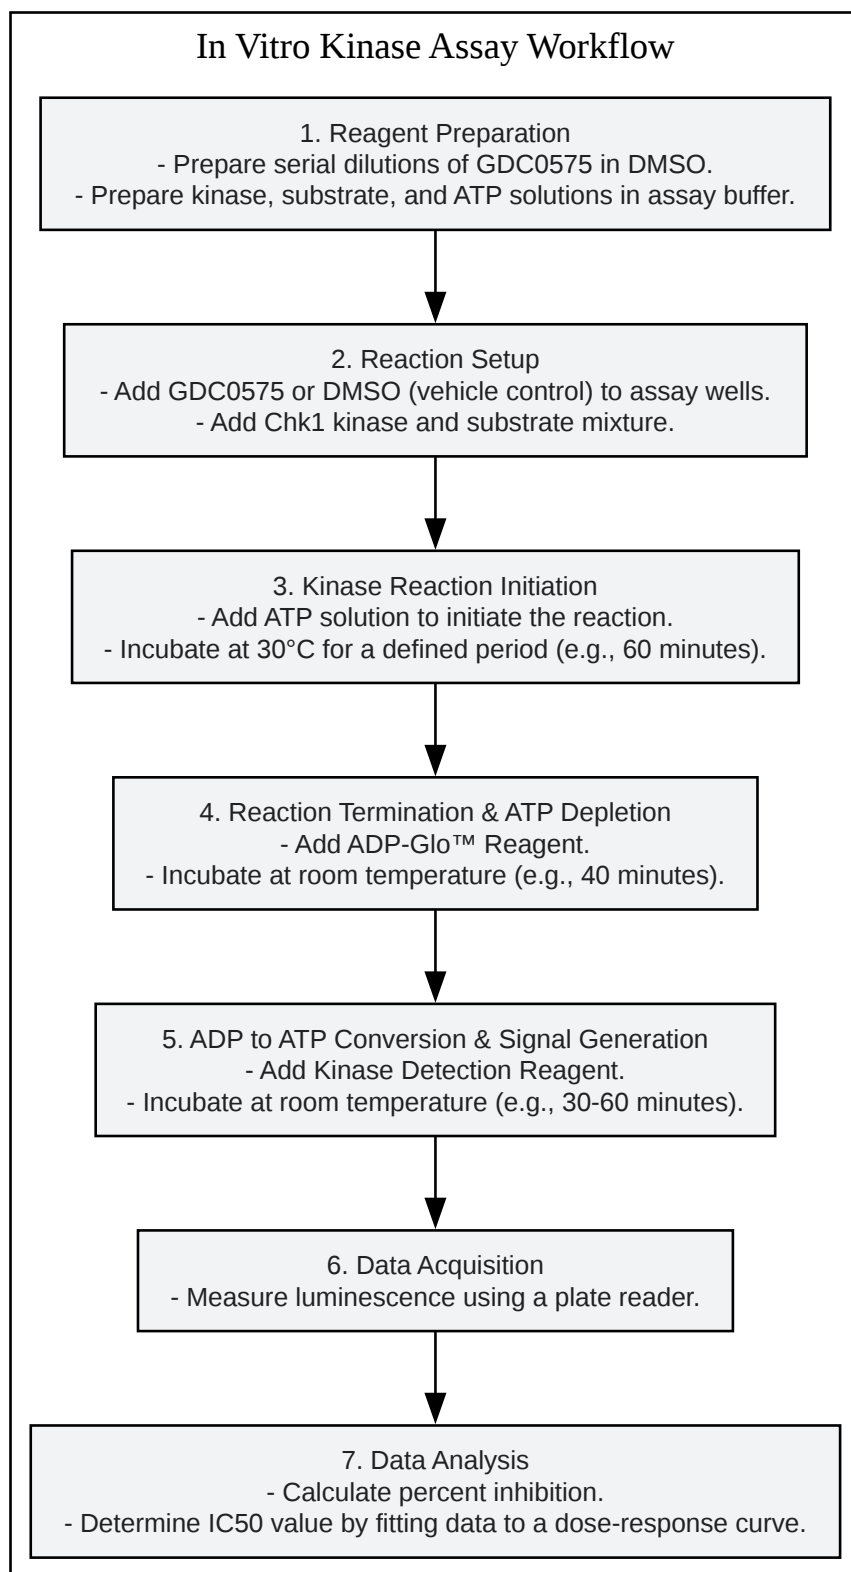 In Vitro Kinase Assay Workflow
1. Reagent Preparation
- Prepare serial dilutions of GDC0575 in DMSO.
- Prepare kinase, substrate, and ATP solutions in assay buffer.
2. Reaction Setup
- Add GDC0575 or DMSO (vehicle control) to assay wells.
- Add Chk1 kinase and substrate mixture.
3. Kinase Reaction Initiation
- Add ATP solution to initiate the reaction.
- Incubate at 30°C for a defined period (e.g., 60 minutes).
4. Reaction Termination & ATP Depletion
- Add ADP-Glo™ Reagent.
- Incubate at room temperature (e.g., 40 minutes).
5. ADP to ATP Conversion & Signal Generation
- Add Kinase Detection Reagent.
- Incubate at room temperature (e.g., 30-60 minutes).
6. Data Acquisition
- Measure luminescence using a plate reader.
7. Data Analysis
- Calculate percent inhibition.
- Determine IC50 value by fitting data to a dose-response curve.